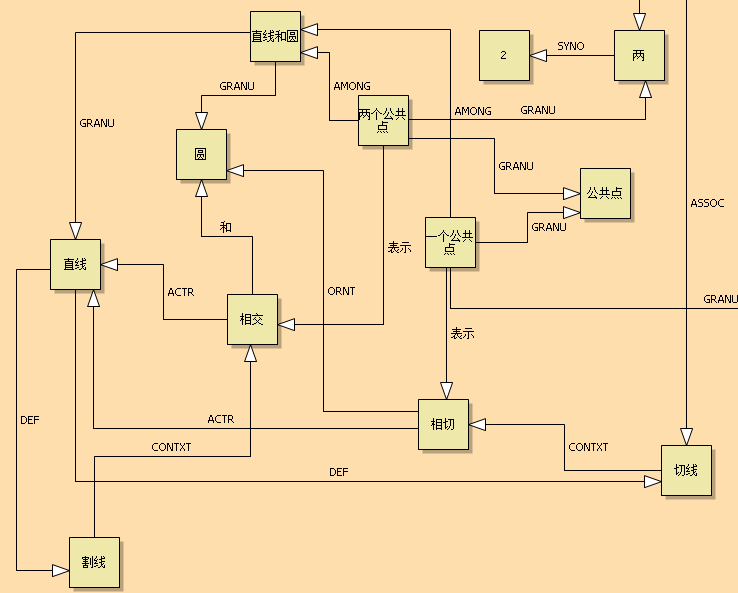 直线和圆
2
SYNO
两
GRANU
AMONG
两个公共
点
AMONG
GRANU
GRANU
圆
GRANU
公共点
ASSOC
和
一个公共
点
GRANU
表示
直线
ACTR
ORNT
相交
GRANU
表示
DEF
ACTR
相切
CONTXT
CONTXT
DEF
切线
割线